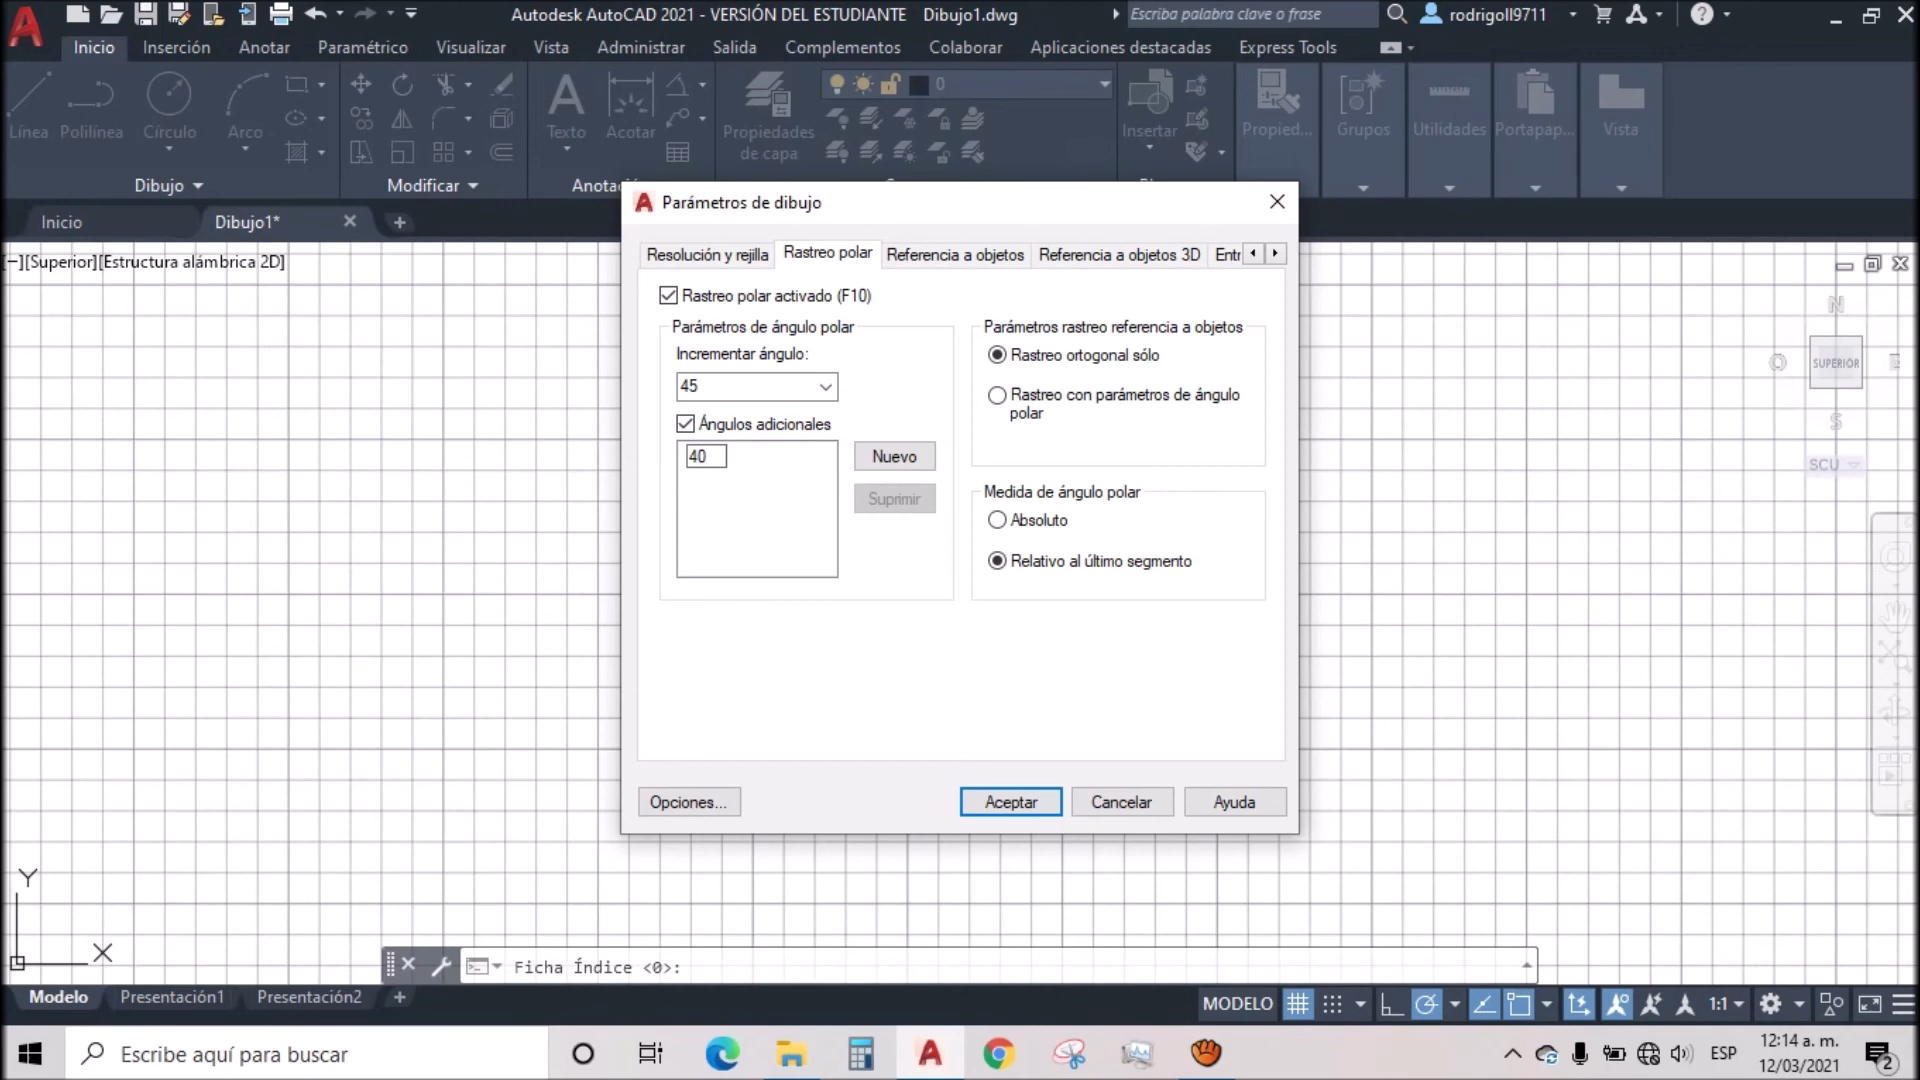 Autodesk AutoCAD 2021 - VERSIÓN DEL ESTUDIANTE Dibujo1.dwg
Escriba palabra clave o frase
rodrigoll9711
Inicio Inserción Anotar Paramétrico Visualizar Vista Administrar Salida Complementos Colaborar Aplicaciones destacadas Express Tools
0
Línea Polilínea Círculo Arco Texto Acotar Propiedades de capa Insertar Propied... Grupos Utilidades Portapap... Vista
Dibujo Modificar Anotaci
Inicio Dibujo1*
[−][Superior][Estructura alámbrica 2D]
Parámetros de dibujo
Resolución y rejilla Rastreo polar Referencia a objetos Referencia a objetos 3D Entr
Rastreo polar activado (F10)
Parámetros de ángulo polar
Incrementar ángulo:
45
Ángulos adicionales
40
Nuevo
Suprimir
Parámetros rastreo referencia a objetos
Rastreo ortogonal sólo
Rastreo con parámetros de ángulo
polar
Medida de ángulo polar
Absoluto
Relativo al último segmento
Opciones... Aceptar Cancelar Ayuda
N
O SUPERIOR E
S
SCU
Y
X
Ficha Índice <0>:
Modelo Presentación1 Presentación2
MODELO 1:1
Escribe aquí para buscar
ESP
12:14 a. m.
12/03/2021
2